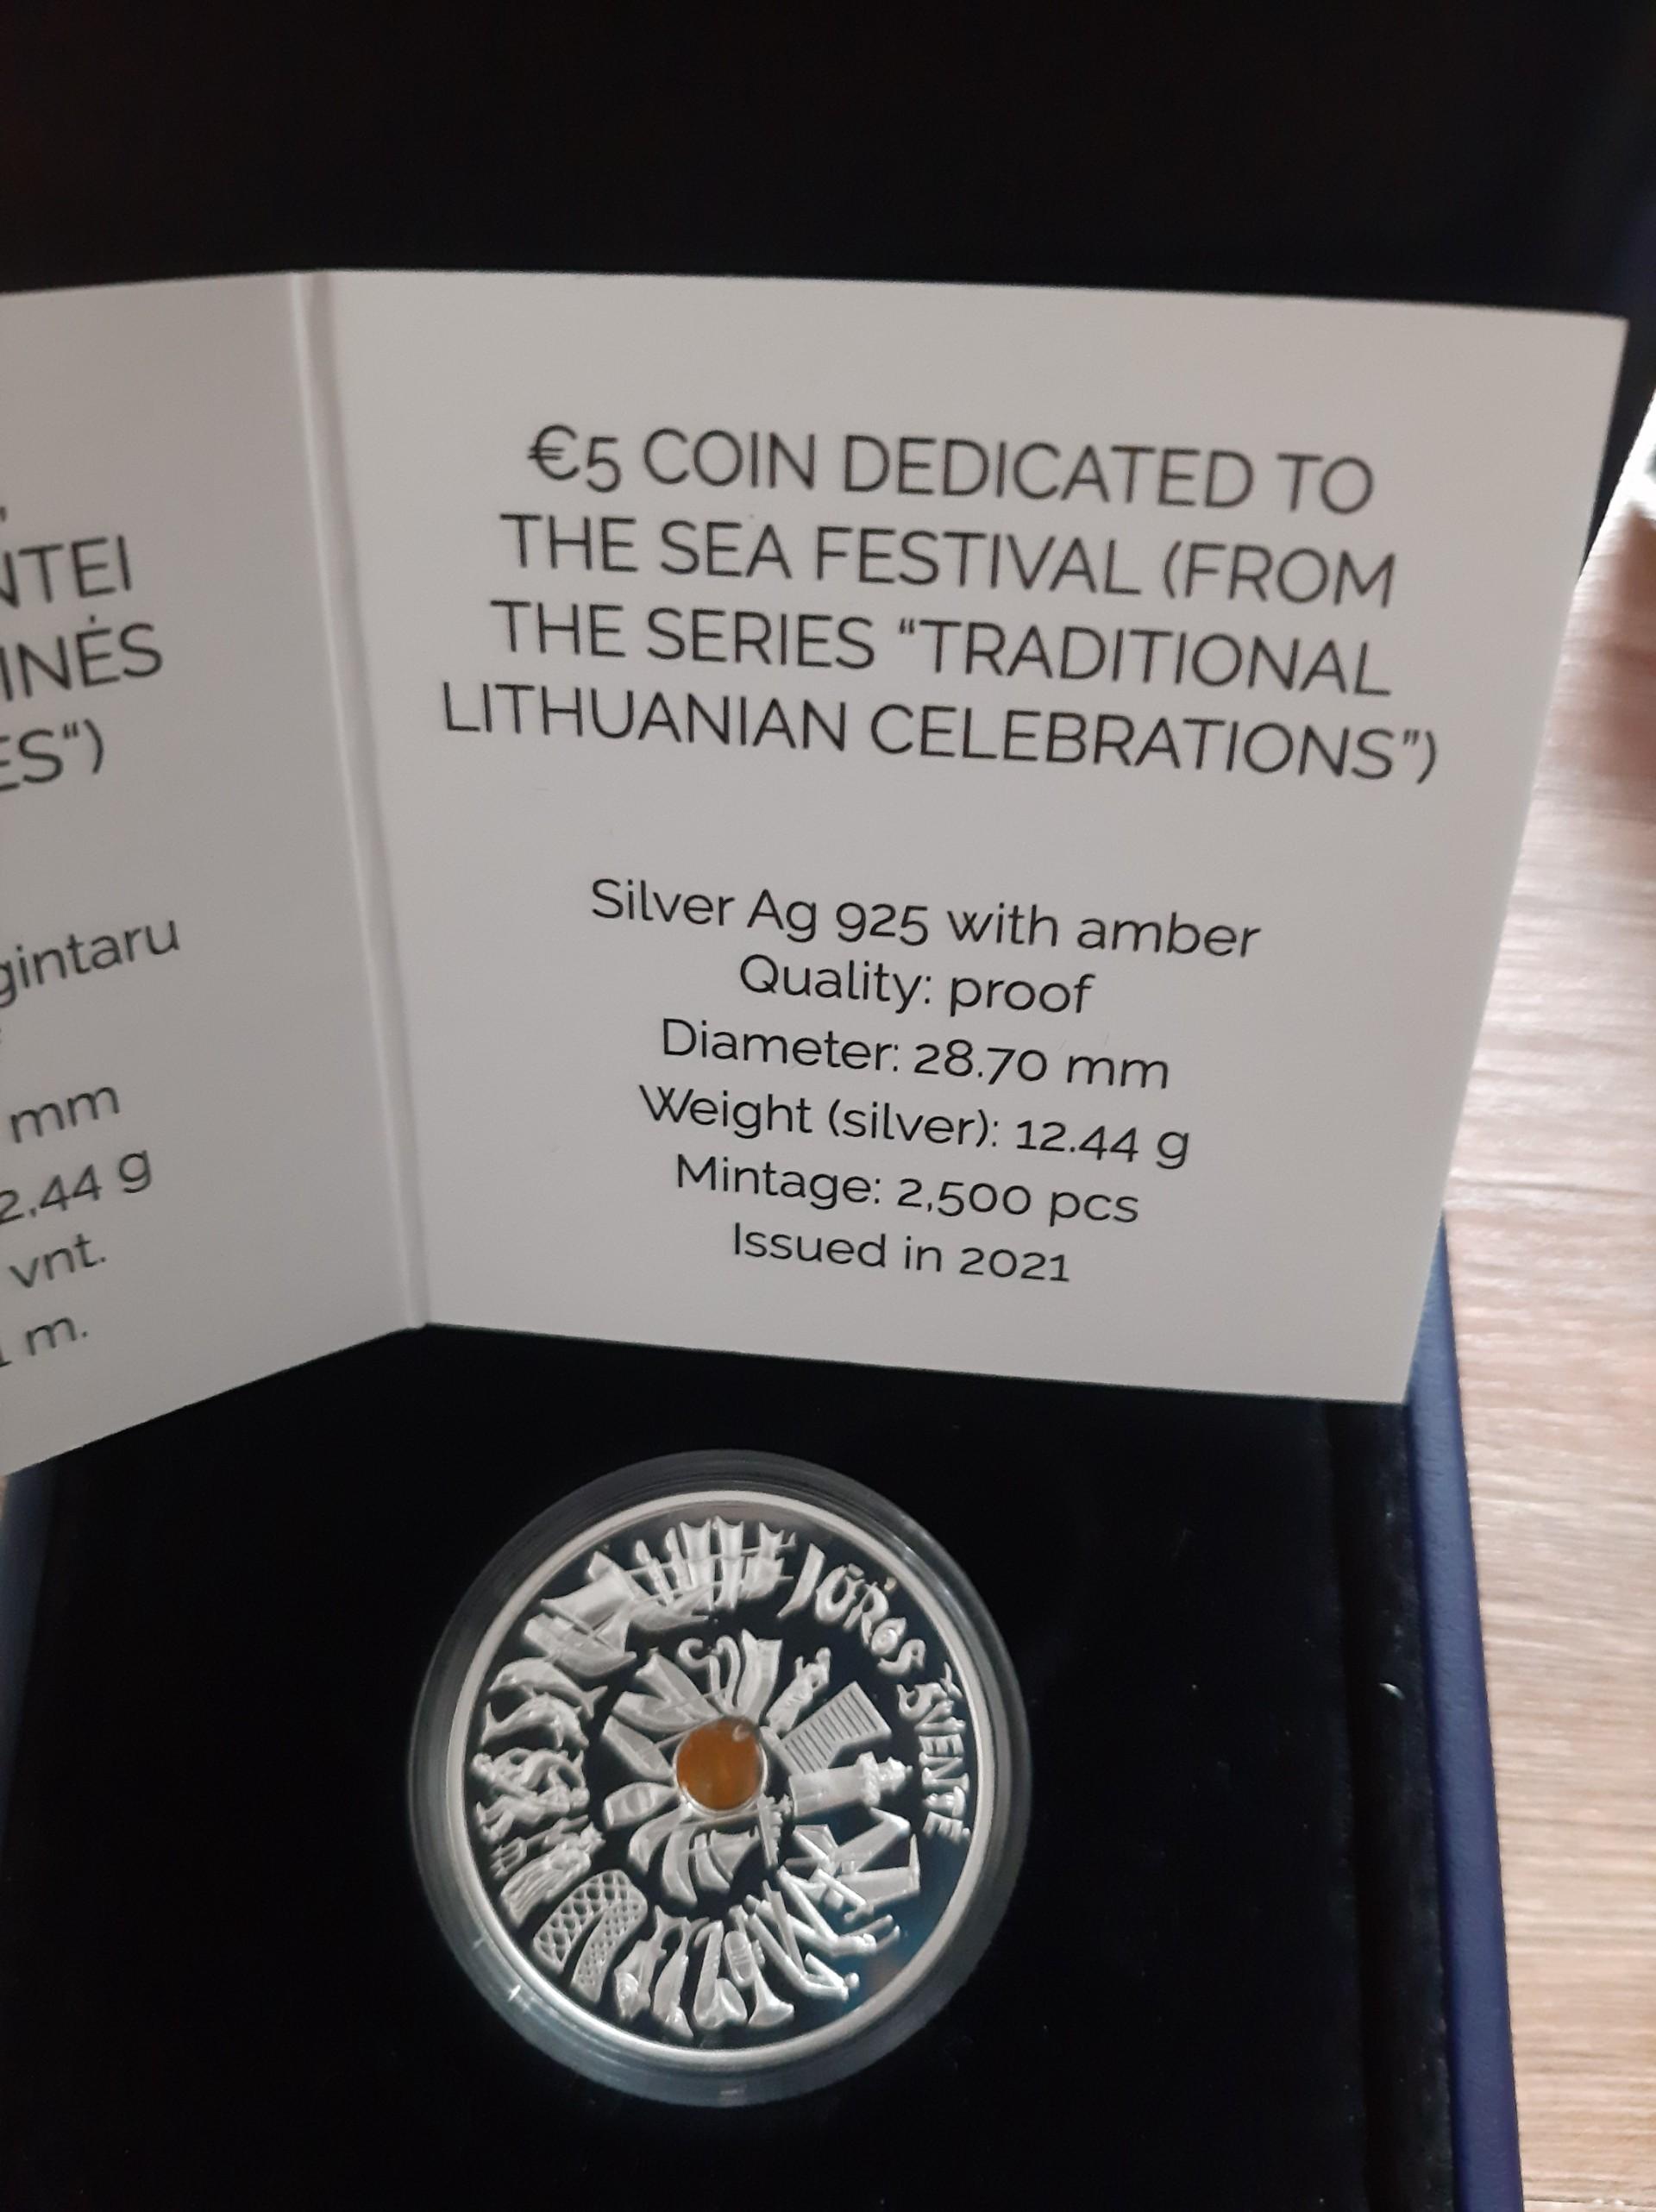 NTEI
INĖS
ES“)
gintaru
mm
2,44 g
vnt.
m.
€5 COIN DEDICATED TO
THE SEA FESTIVAL (FROM
THE SERIES “TRADITIONAL
LITHUANIAN CELEBRATIONS”)
Silver Ag 925 with amber
Quality: proof
Diameter: 28.70 mm
Weight (silver): 12.44 g
Mintage: 2,500 pcs
Issued in 2021
JŪROS ŠVENTĖ